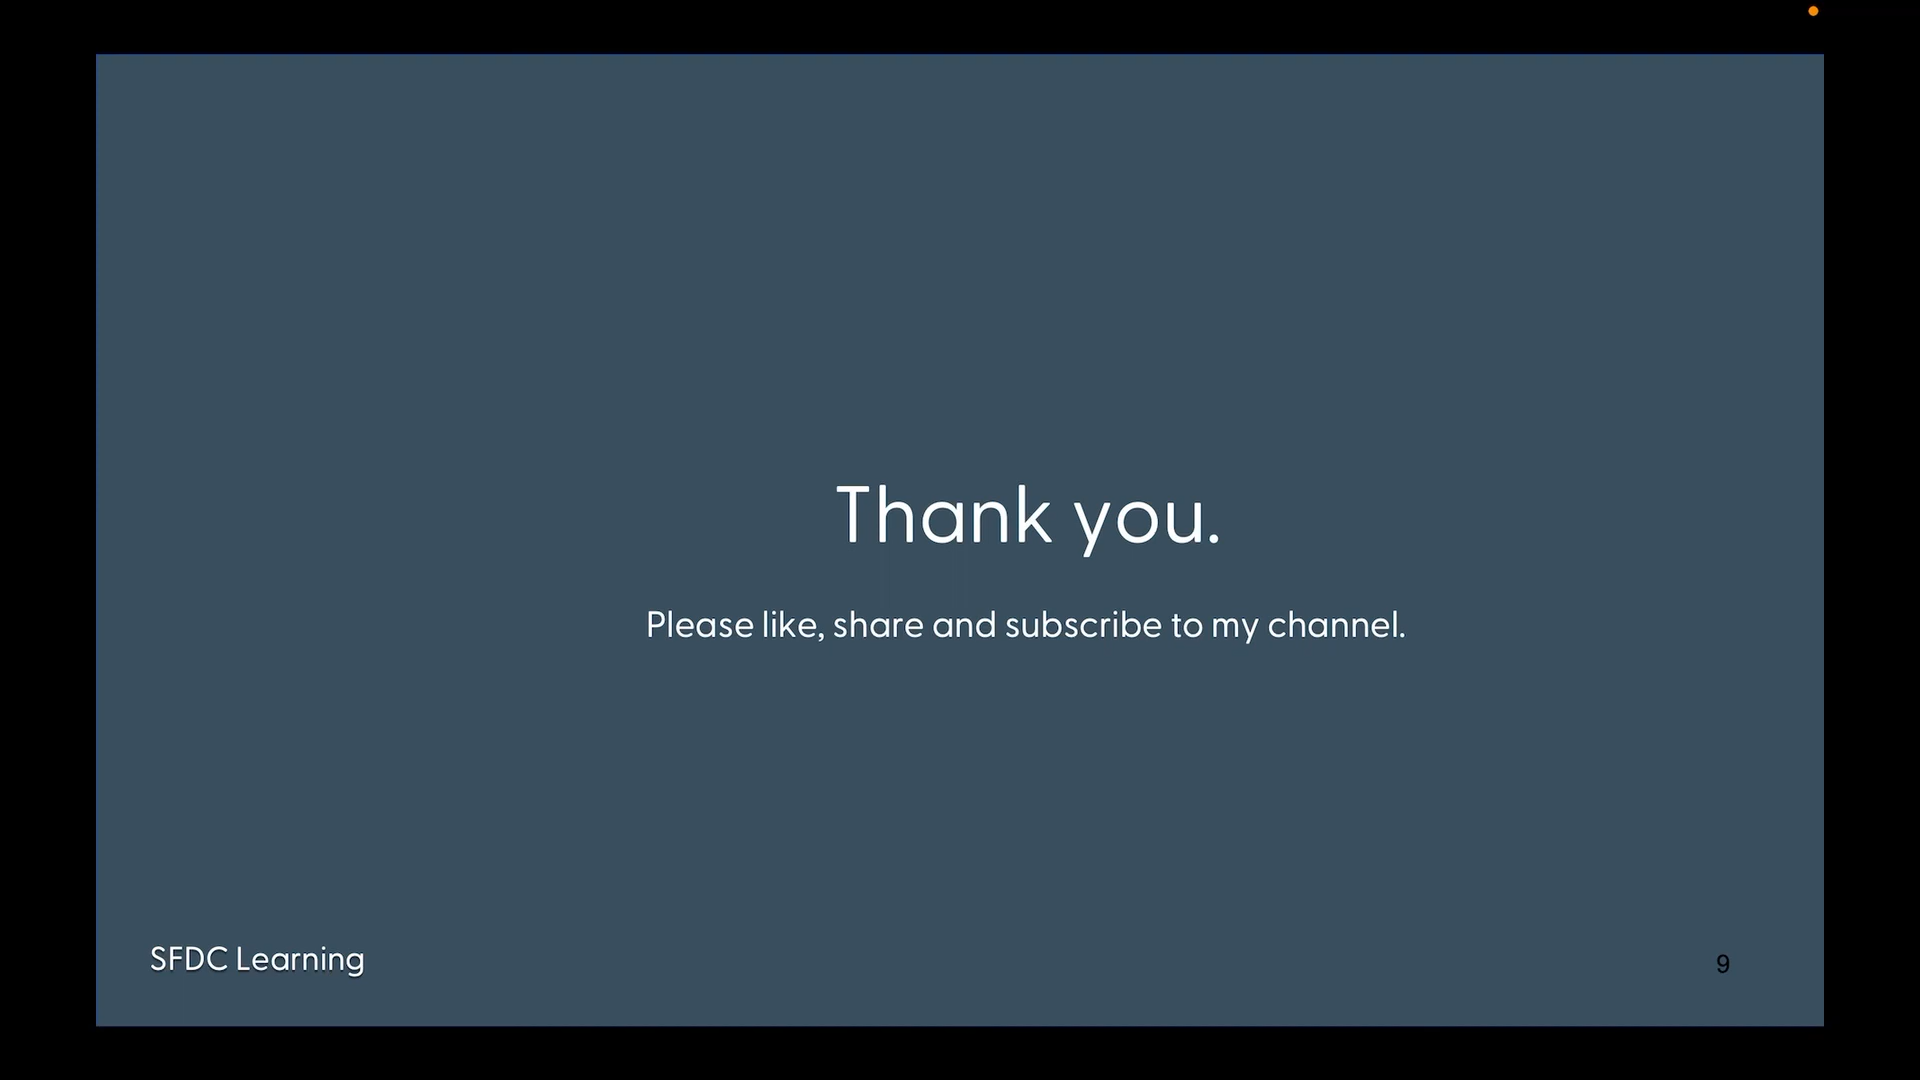 Thank you.
Please like, share and subscribe to my channel.
SFDC Learning
9